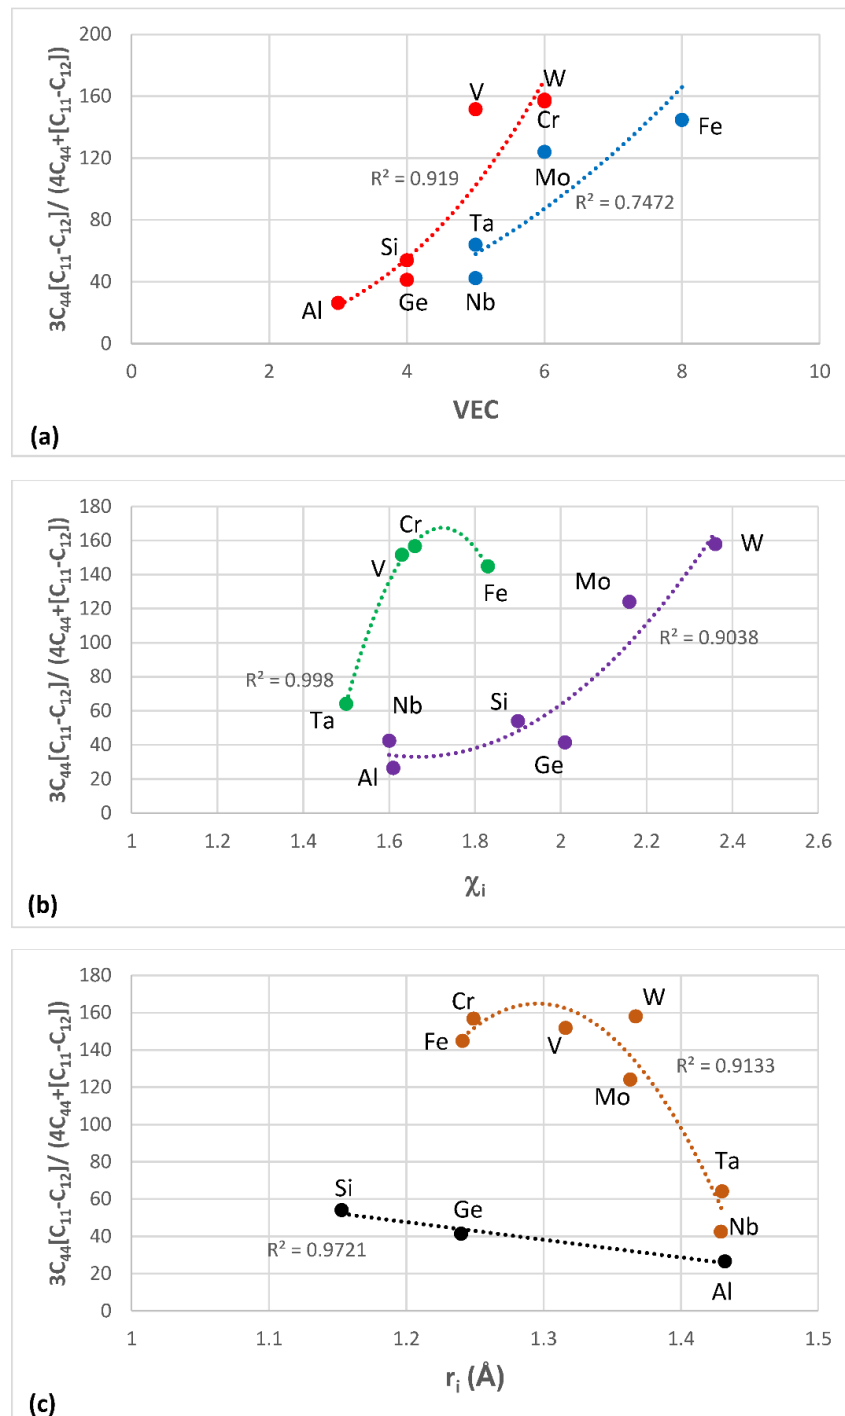 3C₄₄[C₁₁-C₁₂]/ (4C₄₄+[C₁₁-C₁₂])
200
160
120
80
40
0
V
W
Cr
Fe
R² = 0.919
Mo
R² = 0.7472
Ta
Si
Al
Ge
Nb
0 2 4 6 8 10
VEC
(a)
3C₄₄[C₁₁-C₁₂]/ (4C₄₄+[C₁₁-C₁₂])
180
160
140
120
100
80
60
40
20
0
Cr
V
W
Fe
Mo
R² = 0.9038
R² = 0.998
Ta
Nb
Si
Al
Ge
1 1.2 1.4 1.6 1.8 2 2.2 2.4 2.6
χᵢ
(b)
3C₄₄[C₁₁-C₁₂]/ (4C₄₄+[C₁₁-C₁₂])
180
160
140
120
100
80
60
40
20
0
Cr
W
Fe
V
R² = 0.9133
Mo
Si
Ge
Ta
Nb
R² = 0.9721
Al
1 1.1 1.2 1.3 1.4 1.5
rᵢ (Å)
(c)